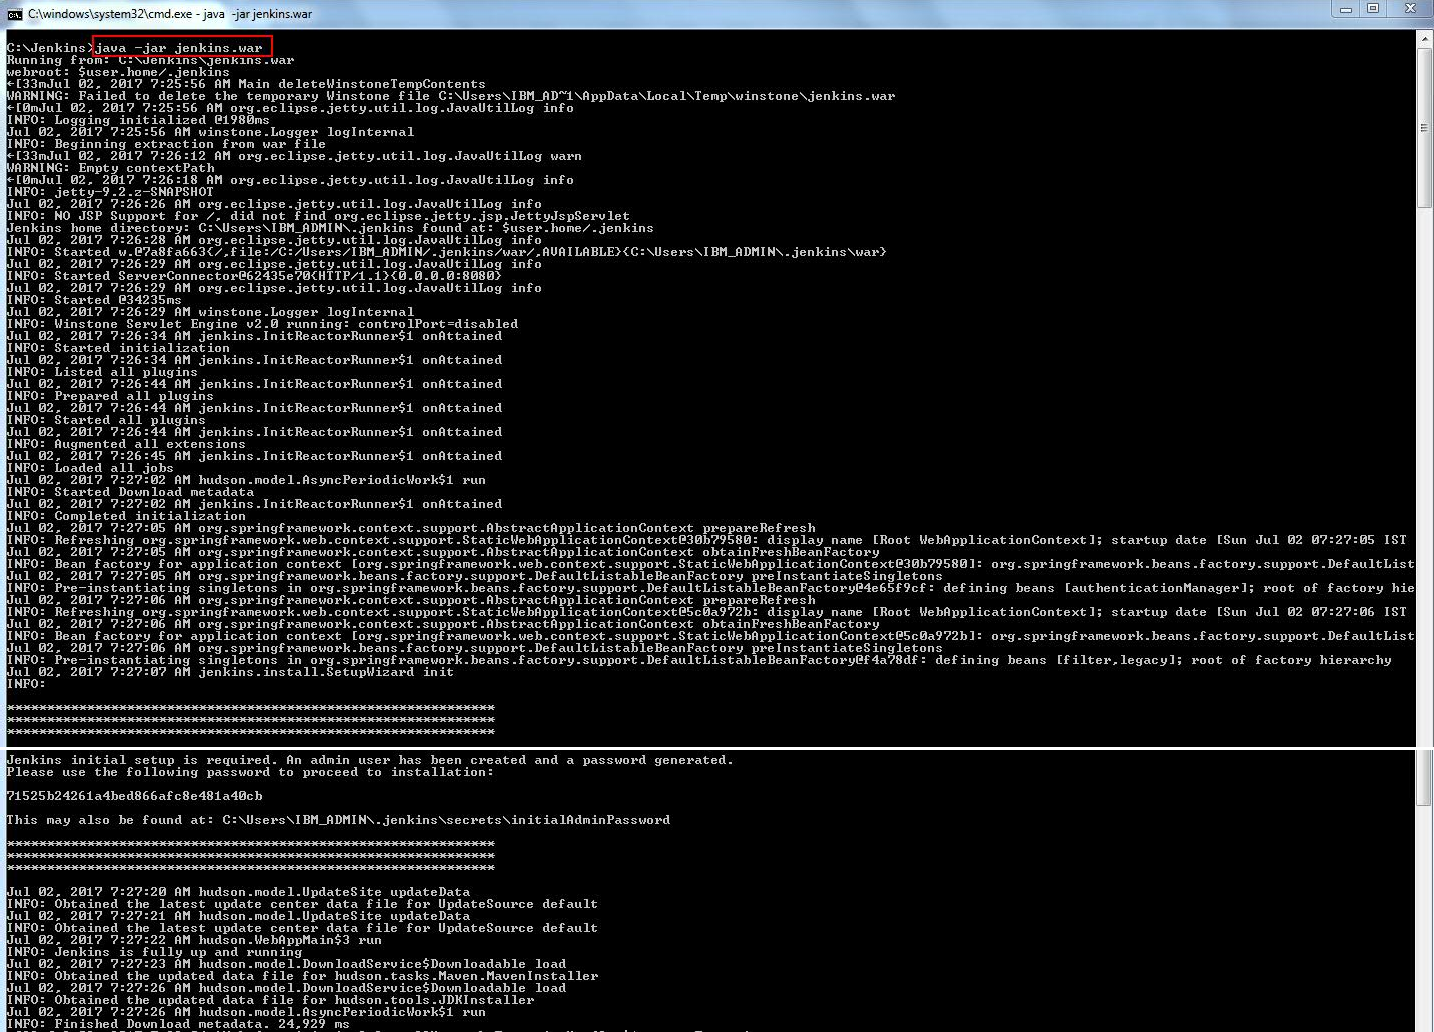 C:\windows\system32\cmd.exe - java  -jar jenkins.war
C:\Jenkins>java -jar jenkins.war
Running from: C:\Jenkins\jenkins.war
webroot: $user.home/.jenkins
←[33mJul 02, 2017 7:25:56 AM Main deleteWinstoneTempContents
WARNING: Failed to delete the temporary Winstone file C:\Users\IBM_AD~1\AppData\Local\Temp\winstone\jenkins.war
←[0mJul 02, 2017 7:25:56 AM org.eclipse.jetty.util.log.JavaUtilLog info
INFO: Logging initialized @1980ms
Jul 02, 2017 7:25:56 AM winstone.Logger logInternal
INFO: Beginning extraction from war file
←[33mJul 02, 2017 7:26:12 AM org.eclipse.jetty.util.log.JavaUtilLog warn
WARNING: Empty contextPath
←[0mJul 02, 2017 7:26:18 AM org.eclipse.jetty.util.log.JavaUtilLog info
INFO: jetty-9.2.z-SNAPSHOT
Jul 02, 2017 7:26:26 AM org.eclipse.jetty.util.log.JavaUtilLog info
INFO: NO JSP Support for /, did not find org.eclipse.jetty.jsp.JettyJspServlet
Jenkins home directory: C:\Users\IBM_ADMIN\.jenkins found at: $user.home/.jenkins
Jul 02, 2017 7:26:28 AM org.eclipse.jetty.util.log.JavaUtilLog info
INFO: Started w.@7a8fa663{/,file:/C:/Users/IBM_ADMIN/.jenkins/war/,AVAILABLE}{C:\Users\IBM_ADMIN\.jenkins\war}
Jul 02, 2017 7:26:29 AM org.eclipse.jetty.util.log.JavaUtilLog info
INFO: Started ServerConnector@62435e70{HTTP/1.1}{0.0.0.0:8080}
Jul 02, 2017 7:26:29 AM org.eclipse.jetty.util.log.JavaUtilLog info
INFO: Started @34235ms
Jul 02, 2017 7:26:29 AM winstone.Logger logInternal
INFO: Winstone Servlet Engine v2.0 running: controlPort=disabled
Jul 02, 2017 7:26:34 AM jenkins.InitReactorRunner$1 onAttained
INFO: Started initialization
Jul 02, 2017 7:26:34 AM jenkins.InitReactorRunner$1 onAttained
INFO: Listed all plugins
Jul 02, 2017 7:26:44 AM jenkins.InitReactorRunner$1 onAttained
INFO: Prepared all plugins
Jul 02, 2017 7:26:44 AM jenkins.InitReactorRunner$1 onAttained
INFO: Started all plugins
Jul 02, 2017 7:26:44 AM jenkins.InitReactorRunner$1 onAttained
INFO: Augmented all extensions
Jul 02, 2017 7:26:45 AM jenkins.InitReactorRunner$1 onAttained
INFO: Loaded all jobs
Jul 02, 2017 7:27:02 AM hudson.model.AsyncPeriodicWork$1 run
INFO: Started Download metadata
Jul 02, 2017 7:27:02 AM jenkins.InitReactorRunner$1 onAttained
INFO: Completed initialization
Jul 02, 2017 7:27:05 AM org.springframework.context.support.AbstractApplicationContext prepareRefresh
INFO: Refreshing org.springframework.web.context.support.StaticWebApplicationContext@30b79580: display name [Root WebApplicationContext]; startup date [Sun Jul 02 07:27:05 IST
Jul 02, 2017 7:27:05 AM org.springframework.context.support.AbstractApplicationContext obtainFreshBeanFactory
INFO: Bean factory for application context [org.springframework.web.context.support.StaticWebApplicationContext@30b79580]: org.springframework.beans.factory.support.DefaultList
Jul 02, 2017 7:27:05 AM org.springframework.beans.factory.support.DefaultListableBeanFactory preInstantiateSingletons
INFO: Pre-instantiating singletons in org.springframework.beans.factory.support.DefaultListableBeanFactory@4e65f9cf: defining beans [authenticationManager]; root of factory hie
Jul 02, 2017 7:27:06 AM org.springframework.context.support.AbstractApplicationContext prepareRefresh
INFO: Refreshing org.springframework.web.context.support.StaticWebApplicationContext@5c0a972b: display name [Root WebApplicationContext]; startup date [Sun Jul 02 07:27:06 IST
Jul 02, 2017 7:27:06 AM org.springframework.context.support.AbstractApplicationContext obtainFreshBeanFactory
INFO: Bean factory for application context [org.springframework.web.context.support.StaticWebApplicationContext@5c0a972b]: org.springframework.beans.factory.support.DefaultList
Jul 02, 2017 7:27:06 AM org.springframework.beans.factory.support.DefaultListableBeanFactory preInstantiateSingletons
INFO: Pre-instantiating singletons in org.springframework.beans.factory.support.DefaultListableBeanFactory@f4a78df: defining beans [filter,legacy]; root of factory hierarchy
Jul 02, 2017 7:27:07 AM jenkins.install.SetupWizard init
INFO:
*************************************************************
*************************************************************
*************************************************************
Jenkins initial setup is required. An admin user has been created and a password generated.
Please use the following password to proceed to installation:
71525b24261a4bed866afc8e481a40cb
This may also be found at: C:\Users\IBM_ADMIN\.jenkins\secrets\initialAdminPassword
*************************************************************
*************************************************************
*************************************************************
Jul 02, 2017 7:27:20 AM hudson.model.UpdateSite updateData
INFO: Obtained the latest update center data file for UpdateSource default
Jul 02, 2017 7:27:21 AM hudson.model.UpdateSite updateData
INFO: Obtained the latest update center data file for UpdateSource default
Jul 02, 2017 7:27:22 AM hudson.WebAppMain$3 run
INFO: Jenkins is fully up and running
Jul 02, 2017 7:27:23 AM hudson.model.DownloadService$Downloadable load
INFO: Obtained the updated data file for hudson.tasks.Maven.MavenInstaller
Jul 02, 2017 7:27:26 AM hudson.model.DownloadService$Downloadable load
INFO: Obtained the updated data file for hudson.tools.JDKInstaller
Jul 02, 2017 7:27:26 AM hudson.model.AsyncPeriodicWork$1 run
INFO: Finished Download metadata. 24,929 ms